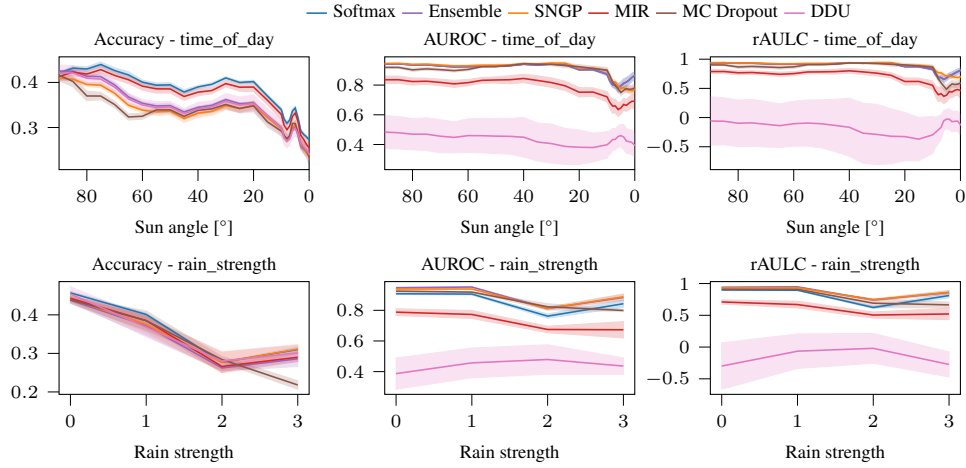 Softmax Ensemble SNGP MIR MC Dropout DDU
Accuracy - time_of_day AUROC - time_of_day rAULC - time_of_day
0.4 0.3
0.8 0.6 0.4
1 0.5 0 −0.5
80 60 40 20 0 80 60 40 20 0 80 60 40 20 0
Sun angle [°] Sun angle [°] Sun angle [°]
Accuracy - rain_strength AUROC - rain_strength rAULC - rain_strength
0.4 0.3 0.2
0.8 0.6 0.4
1 0.5 0 −0.5
0 1 2 3 0 1 2 3 0 1 2 3
Rain strength Rain strength Rain strength